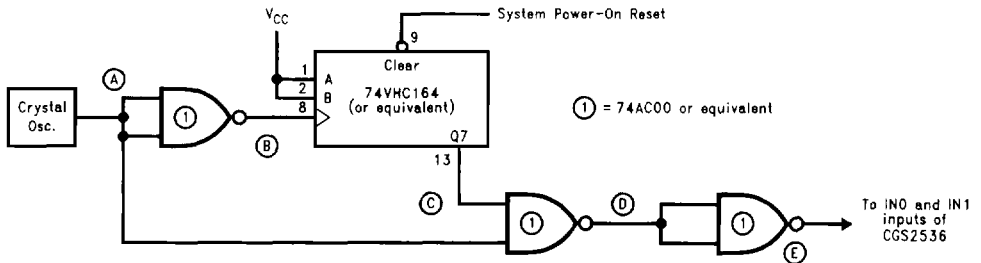 System Power-On Reset
VCC
9
Clear
1 A
2 B
8
74VHC164
(or equivalent)
Q7
13
A
Crystal
Osc.
1
B
1 = 74AC00 or equivalent
C
1
D
1
E
To IN0 and IN1
inputs of
CGS2536